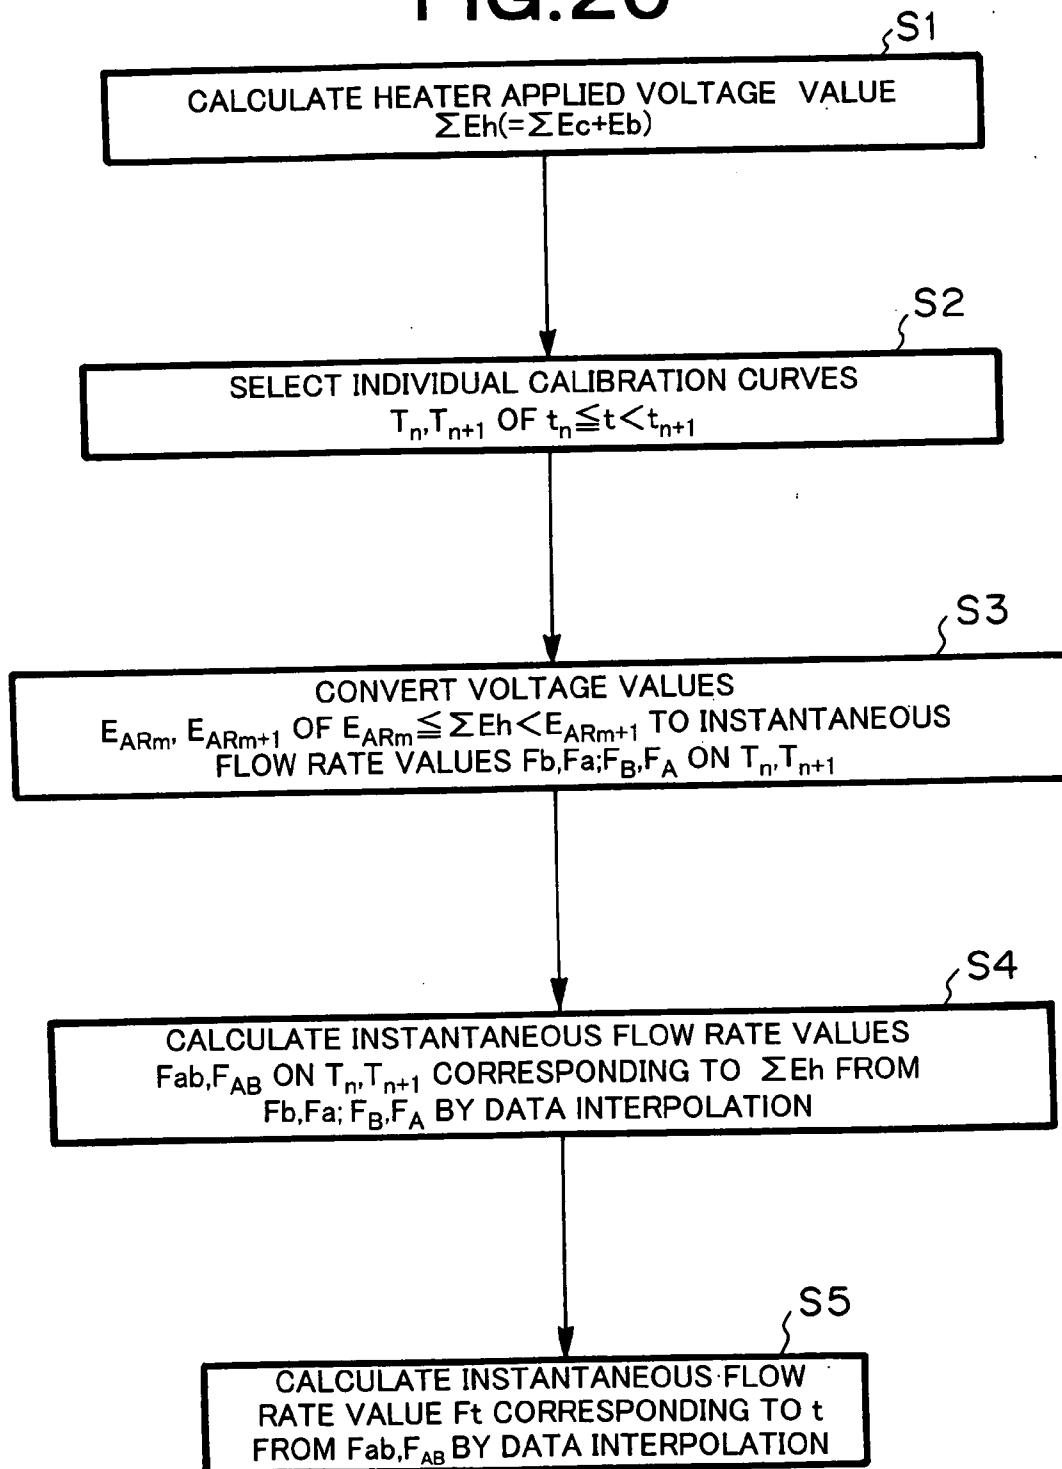 FIG.20
S1
CALCULATE HEATER APPLIED VOLTAGE VALUE
ΣEh(=ΣEc+Eb)
S2
SELECT INDIVIDUAL CALIBRATION CURVES
Tn,Tn+1 OF tn≦t<tn+1
S3
CONVERT VOLTAGE VALUES
EARm, EARm+1 OF EARm≦ΣEh<EARm+1 TO INSTANTANEOUS
FLOW RATE VALUES Fb,Fa;FB,FA ON Tn,Tn+1
S4
CALCULATE INSTANTANEOUS FLOW RATE VALUES
Fab,FAB ON Tn,Tn+1 CORRESPONDING TO ΣEh FROM
Fb,Fa; FB,FA BY DATA INTERPOLATION
S5
CALCULATE INSTANTANEOUS FLOW
RATE VALUE Ft CORRESPONDING TO t
FROM Fab,FAB BY DATA INTERPOLATION